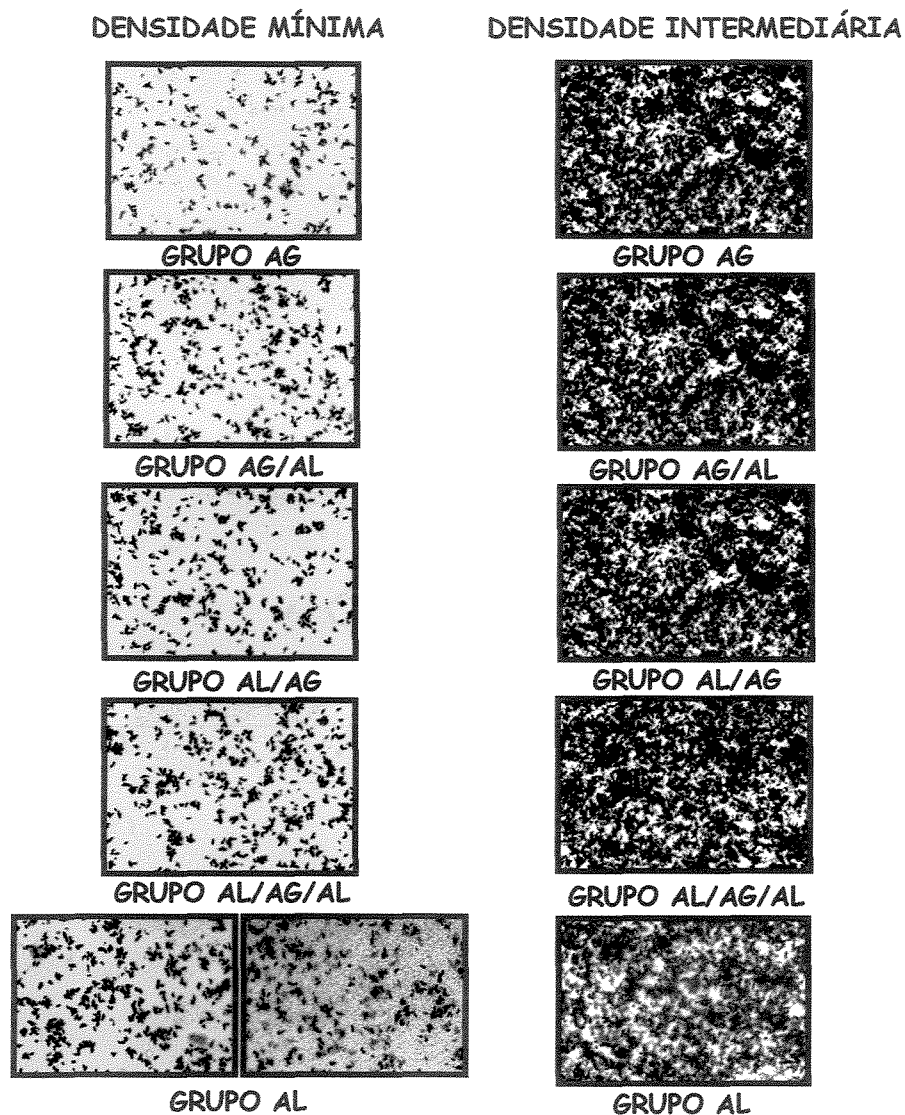 DENSIDADE MÍNIMA
DENSIDADE INTERMEDIÁRIA
GRUPO AG
GRUPO AG
GRUPO AG/AL
GRUPO AG/AL
GRUPO AL/AG
GRUPO AL/AG
GRUPO AL/AG/AL
GRUPO AL/AG/AL
GRUPO AL
GRUPO AL